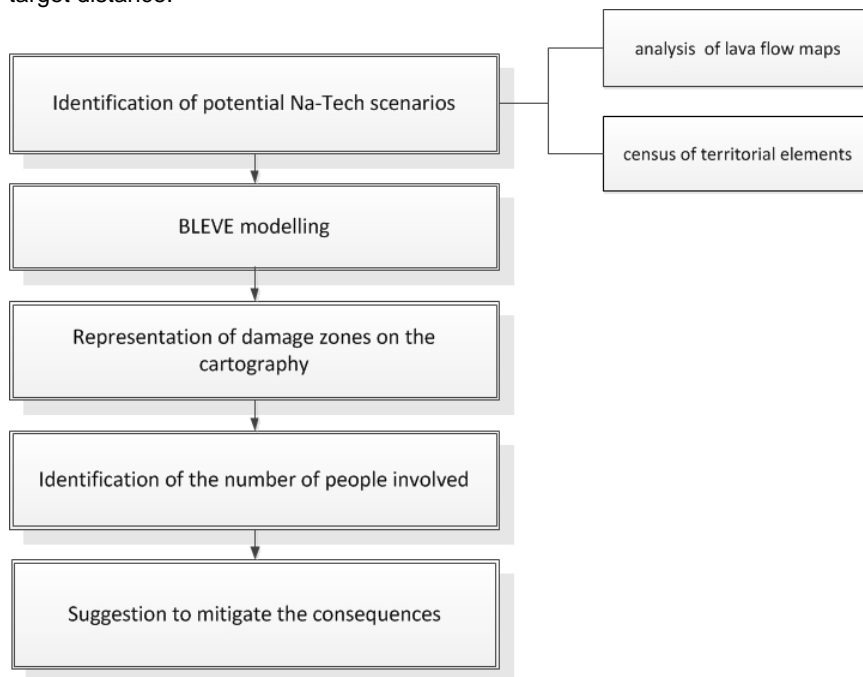 target distance.
Identification of potential Na-Tech scenarios
analysis of lava flow maps
census of territorial elements
BLEVE modelling
Representation of damage zones on the
cartography
Identification of the number of people involved
Suggestion to mitigate the consequences